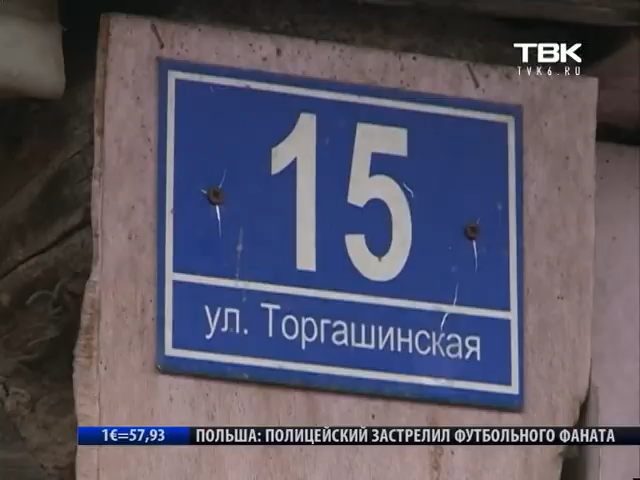 ТВК
TVK6.RU
15
ул. Торгашинская
1€=57,93
ПОЛЬША: ПОЛИЦЕЙСКИЙ ЗАСТРЕЛИЛ ФУТБОЛЬНОГО ФАНАТА